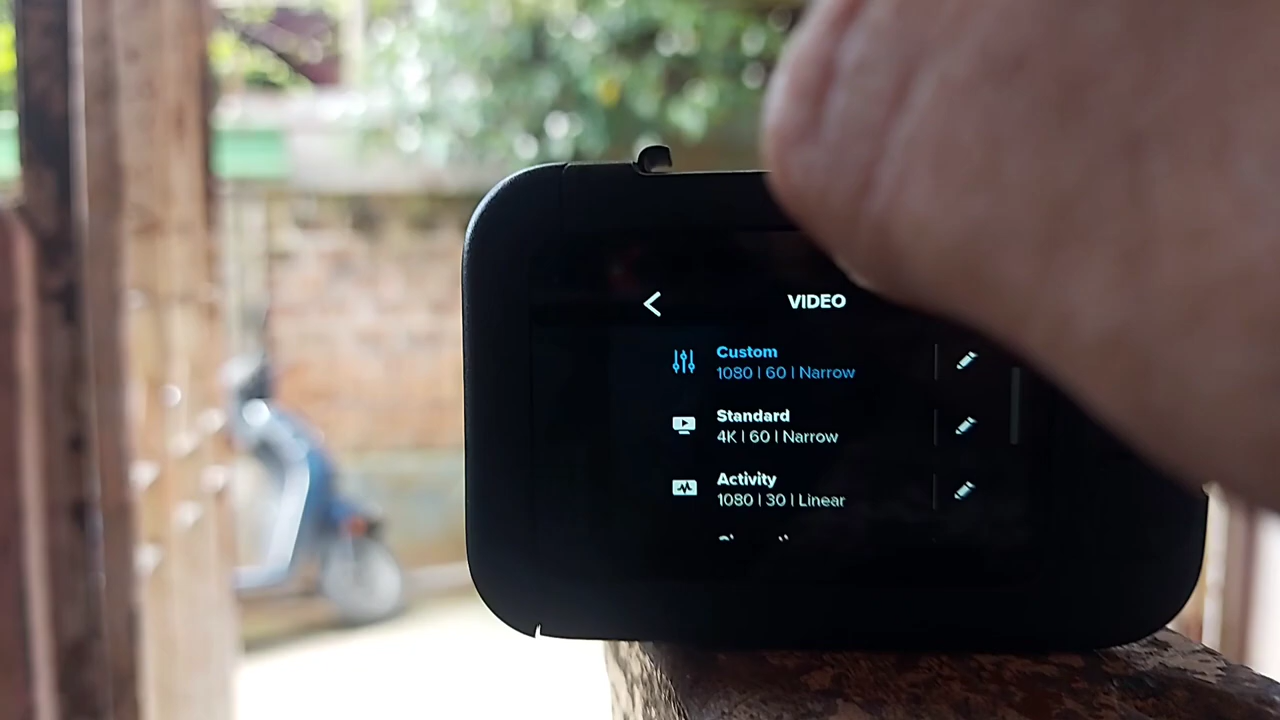 VIDEO
Custom
1080 | 60 | Narrow
Standard
4K | 60 | Narrow
Activity
1080 | 30 | Linear